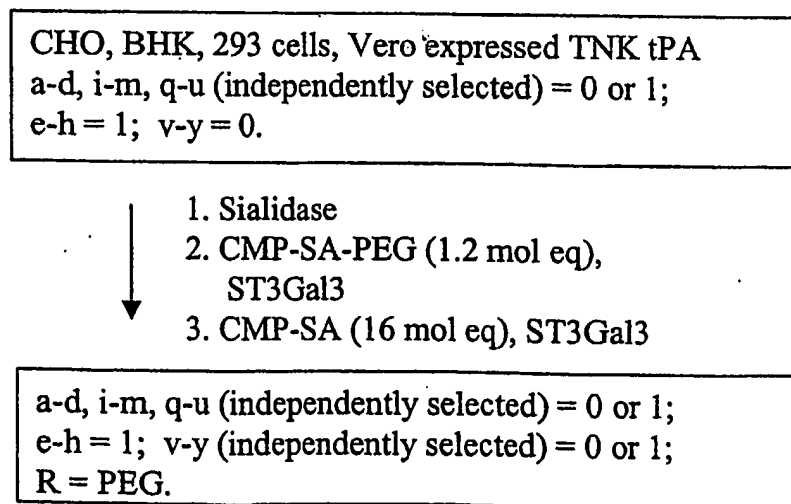 CHO, BHK, 293 cells, Vero expressed TNK tPA
a-d, i-m, q-u (independently selected) = 0 or 1;
e-h = 1; v-y = 0.
1. Sialidase
2. CMP-SA-PEG (1.2 mol eq),
ST3Gal3
3. CMP-SA (16 mol eq), ST3Gal3
a-d, i-m, q-u (independently selected) = 0 or 1;
e-h = 1; v-y (independently selected) = 0 or 1;
R = PEG.